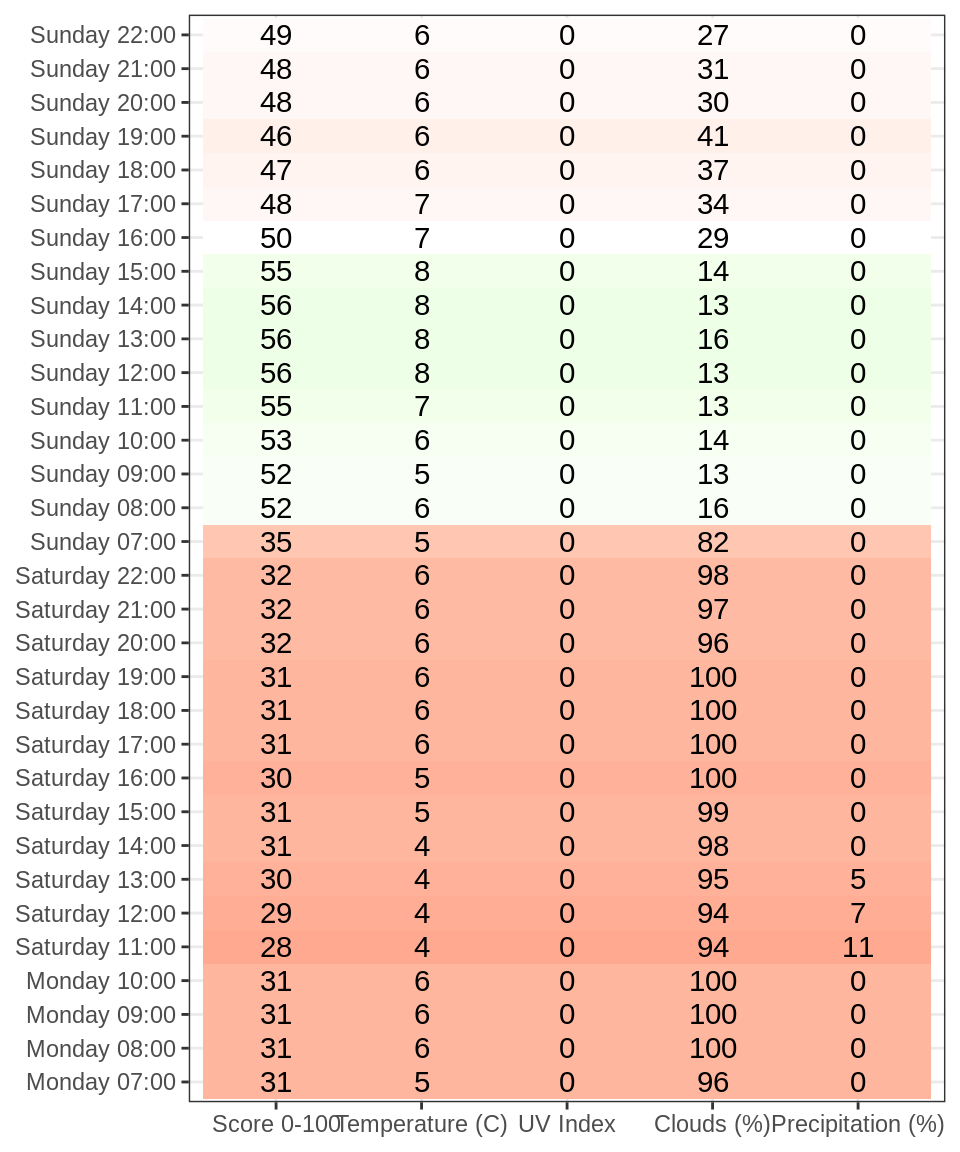 Sunday 22:00 49 6 0 27 0
Sunday 21:00 48 6 0 31 0
Sunday 20:00 48 6 0 30 0
Sunday 19:00 46 6 0 41 0
Sunday 18:00 47 6 0 37 0
Sunday 17:00 48 7 0 34 0
Sunday 16:00 50 7 0 29 0
Sunday 15:00 55 8 0 14 0
Sunday 14:00 56 8 0 13 0
Sunday 13:00 56 8 0 16 0
Sunday 12:00 56 8 0 13 0
Sunday 11:00 55 7 0 13 0
Sunday 10:00 53 6 0 14 0
Sunday 09:00 52 5 0 13 0
Sunday 08:00 52 6 0 16 0
Sunday 07:00 35 5 0 82 0
Saturday 22:00 32 6 0 98 0
Saturday 21:00 32 6 0 97 0
Saturday 20:00 32 6 0 96 0
Saturday 19:00 31 6 0 100 0
Saturday 18:00 31 6 0 100 0
Saturday 17:00 31 6 0 100 0
Saturday 16:00 30 5 0 100 0
Saturday 15:00 31 5 0 99 0
Saturday 14:00 31 4 0 98 0
Saturday 13:00 30 4 0 95 5
Saturday 12:00 29 4 0 94 7
Saturday 11:00 28 4 0 94 11
Monday 10:00 31 6 0 100 0
Monday 09:00 31 6 0 100 0
Monday 08:00 31 6 0 100 0
Monday 07:00 31 5 0 96 0
Score 0-100 Temperature (C) UV Index Clouds (%) Precipitation (%)